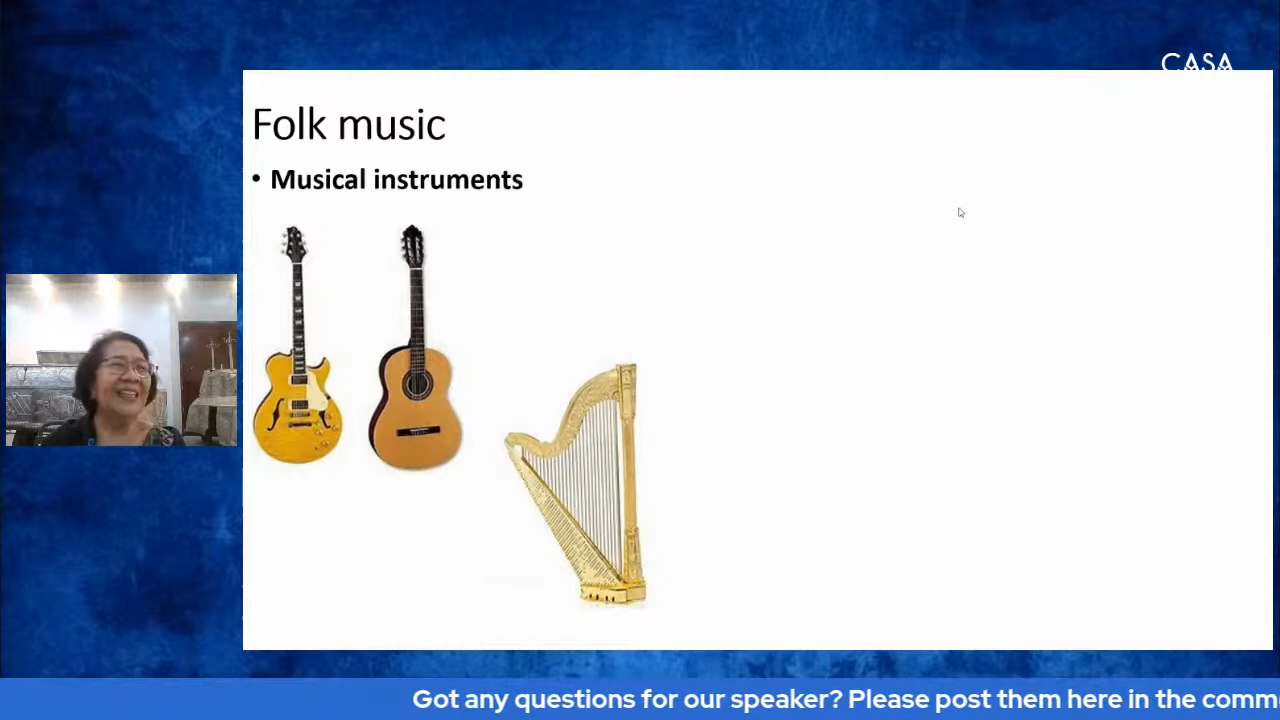 CASA
Folk music
• Musical instruments
Got any questions for our speaker? Please post them here in the comm